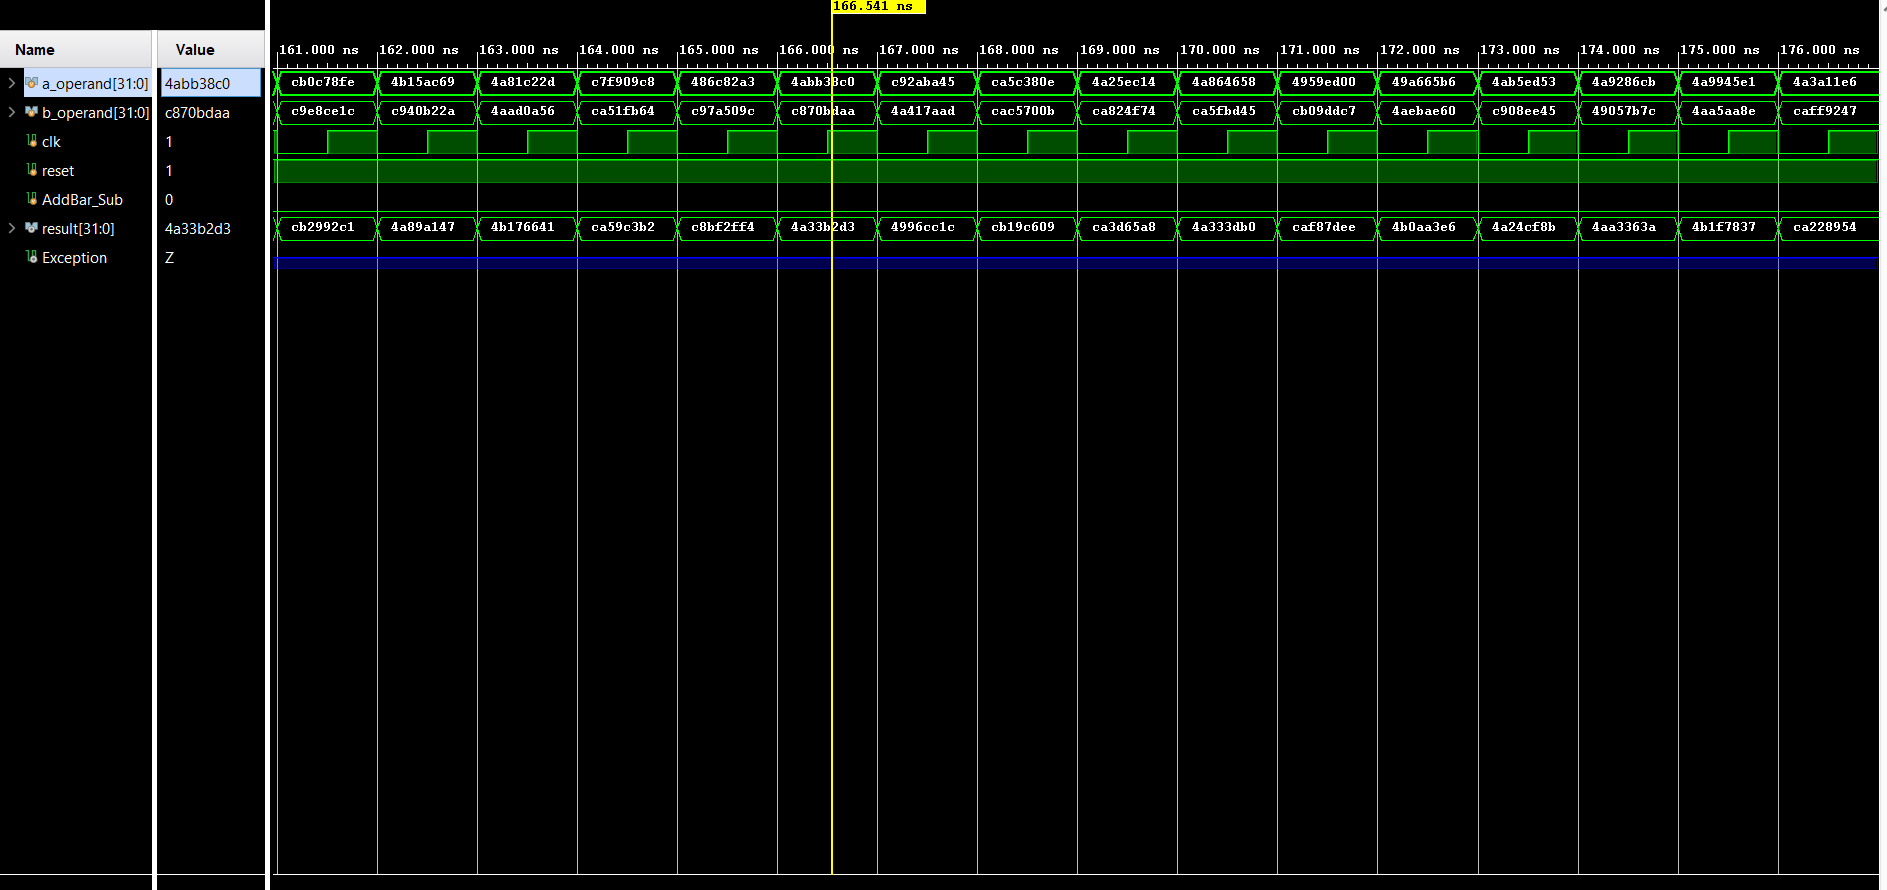 166.541 ns
Name Value 161.000 ns 162.000 ns 163.000 ns 164.000 ns 165.000 ns 166.000 ns 167.000 ns 168.000 ns 169.000 ns 170.000 ns 171.000 ns 172.000 ns 173.000 ns 174.000 ns 175.000 ns 176.000 ns
a_operand[31:0] 4abb38c0 cb0c78fe 4b15ac69 4a81c22d c7f909c8 486c82a3 4abb38c0 c92aba45 ca5c380e 4a25ec14 4a864658 4959ed00 49a665b6 4ab5ed53 4a9286cb 4a9945e1 4a3a11e6
b_operand[31:0] c870bdaa c9e8ce1c c940b22a 4aad0a56 ca51fb64 c97a509c c870bdaa 4a417aad cac5700b ca824f74 ca5fbd45 cb09ddc7 4aebae60 c908ee45 49057b7c 4aa5aa8e caff9247
clk 1
reset 1
AddBar_Sub 0
result[31:0] 4a33b2d3 cb2992c1 4a89a147 4b176641 ca59c3b2 c8bf2ff4 4a33b2d3 4996cc1c cb19c609 ca3d65a8 4a333db0 caf87dee 4b0aa3e6 4a24cf8b 4aa3363a 4b1f7837 ca228954
Exception Z